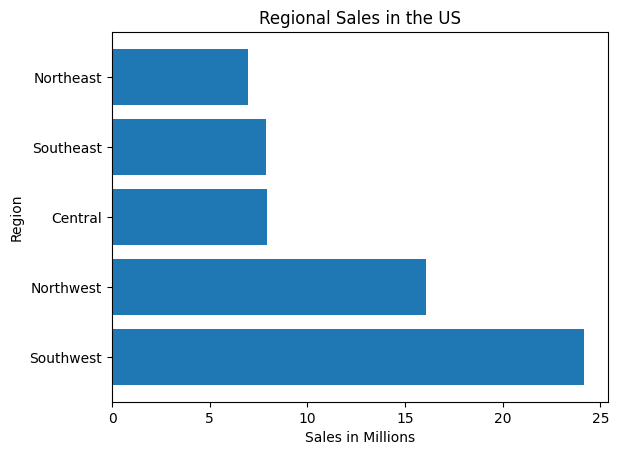 Regional Sales in the US
Region
Northeast
Southeast
Central
Northwest
Southwest
0 5 10 15 20 25
Sales in Millions